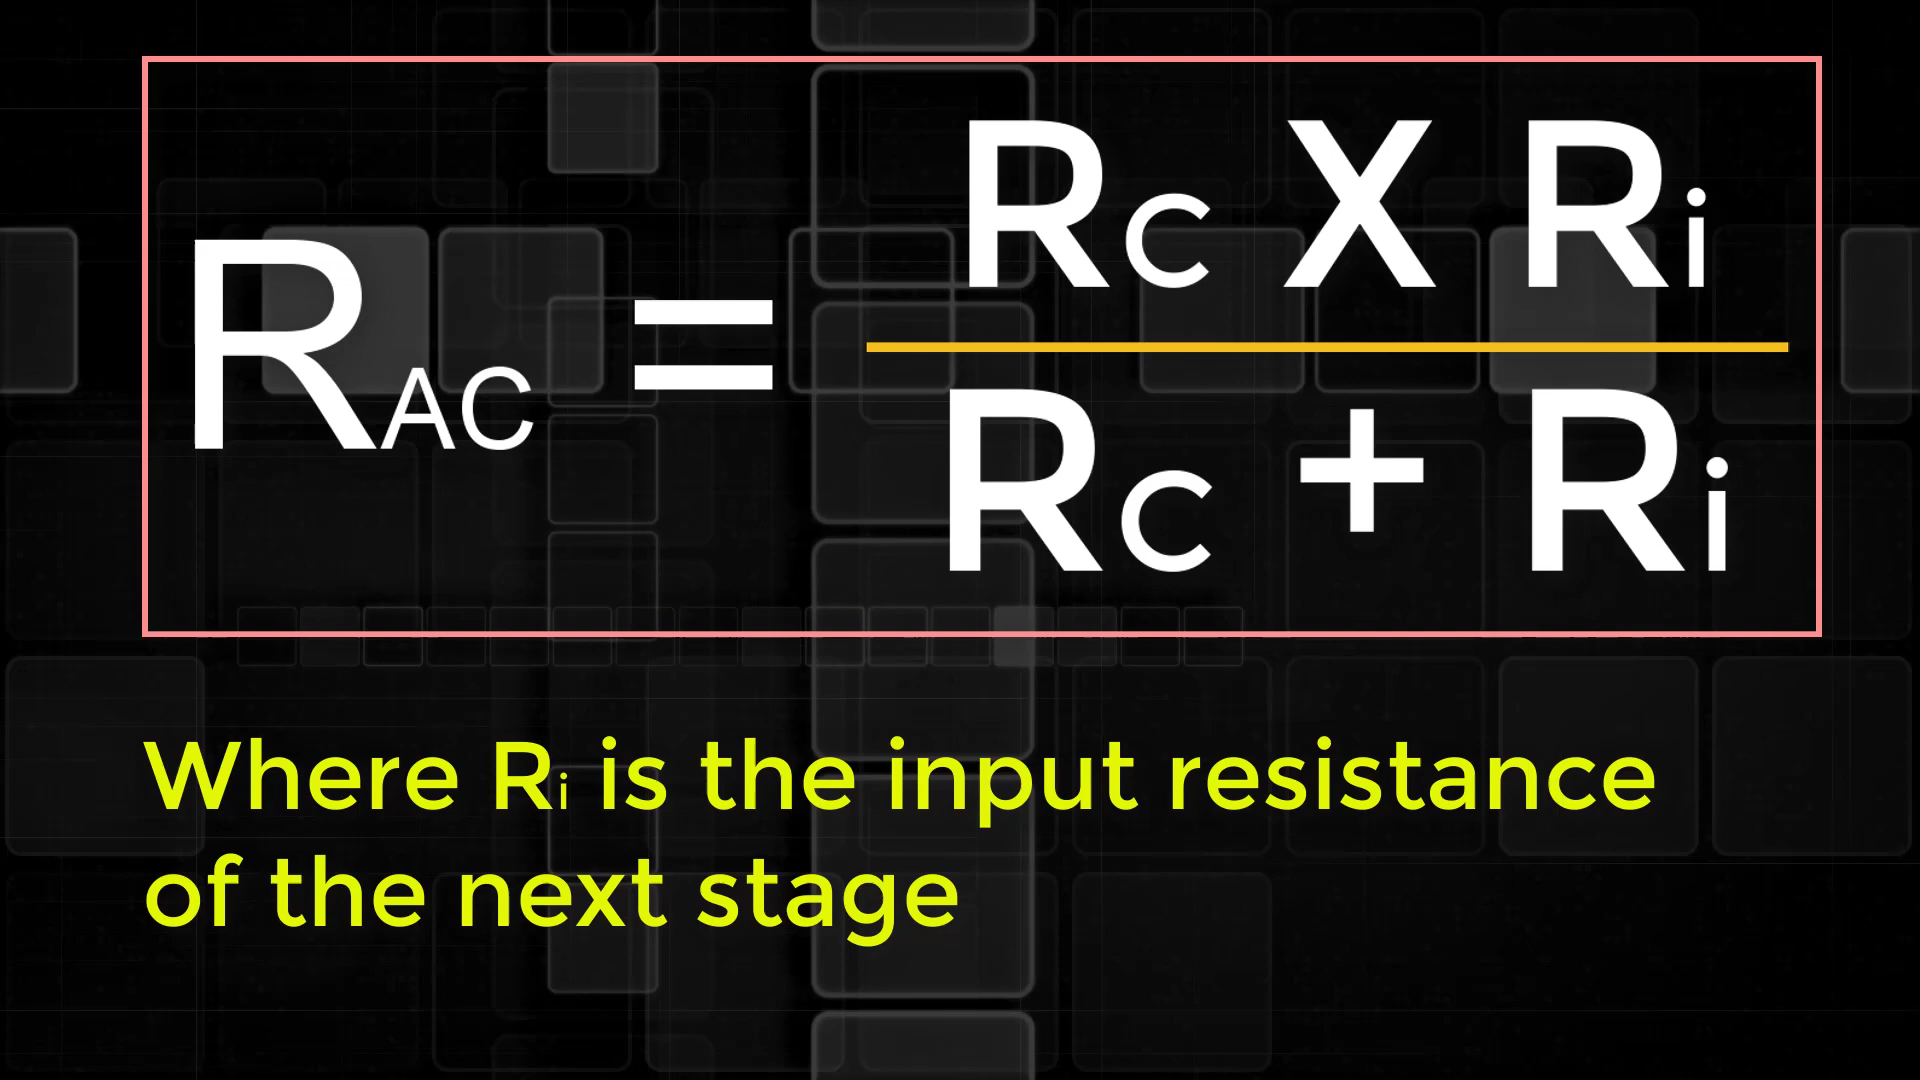 RAC = RC X Ri
RC + Ri
Where Ri is the input resistance
of the next stage